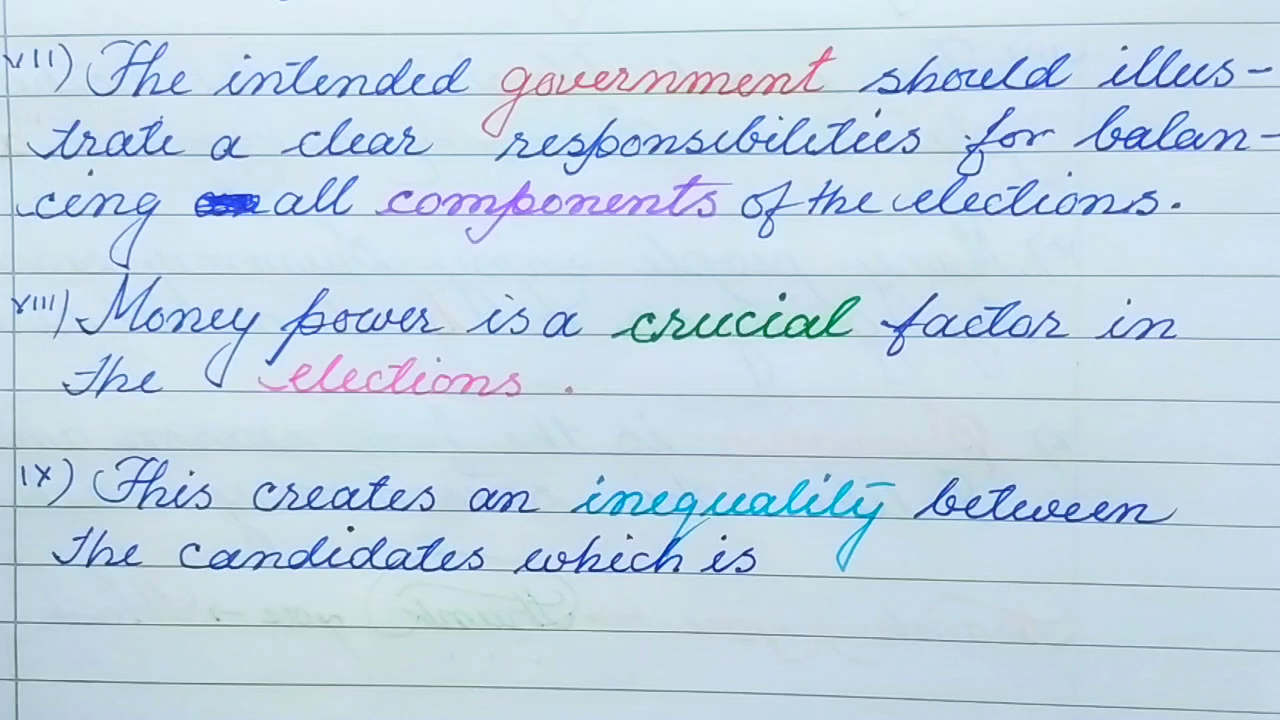 VII) The intended government should illus-
trate a clear responsibilities for balan-
cing all components of the elections.
VIII) Money power is a crucial factor in
the elections.
IX) This creates an inequality between
the candidates which is